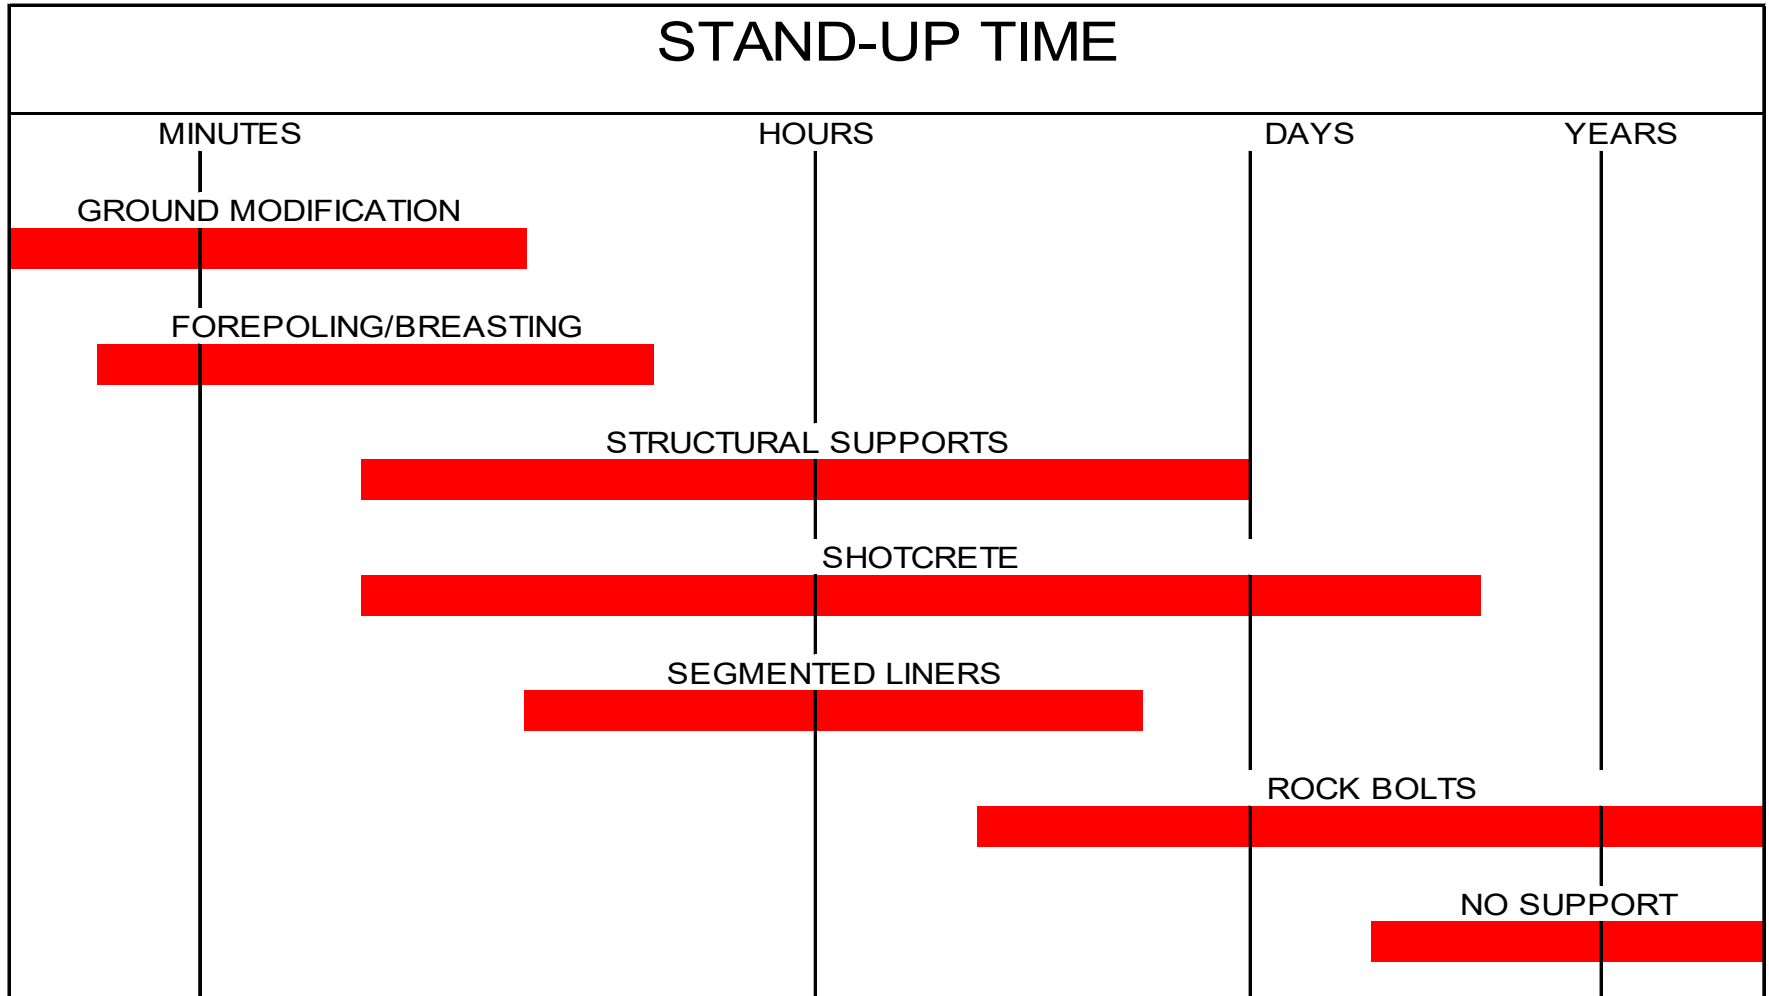 STAND-UP TIME
MINUTES HOURS DAYS YEARS
GROUND MODIFICATION
FOREPOLING/BREASTING
STRUCTURAL SUPPORTS
SHOTCRETE
SEGMENTED LINERS
ROCK BOLTS
NO SUPPORT